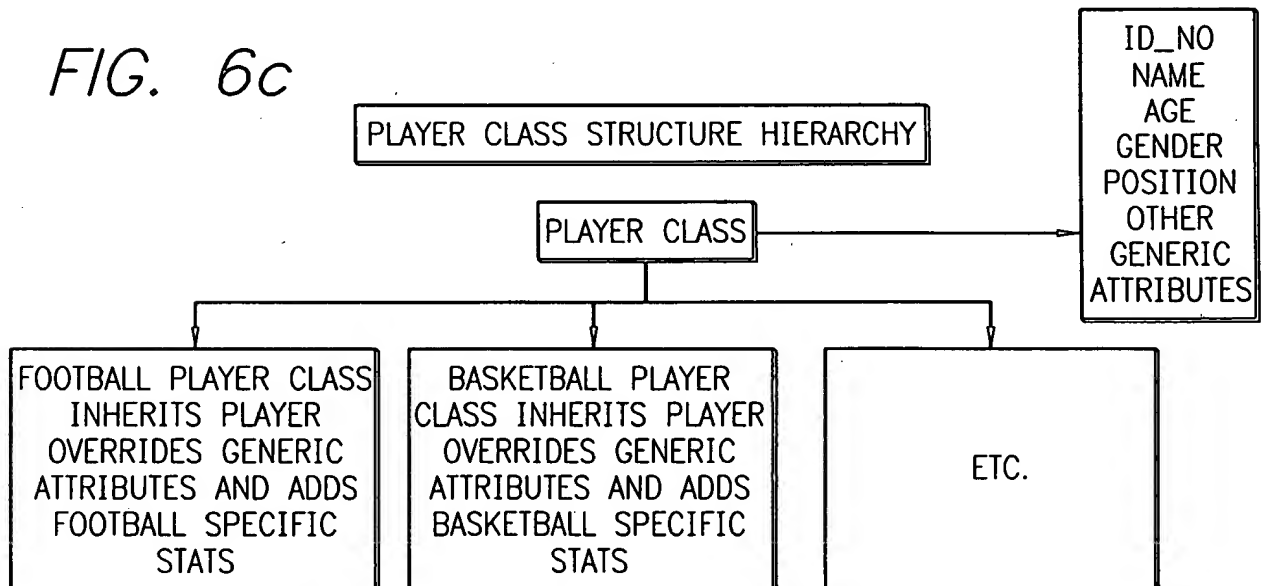 FIG. 6c
PLAYER CLASS STRUCTURE HIERARCHY
ID_NO
NAME
AGE
GENDER
POSITION
OTHER
GENERIC
ATTRIBUTES
PLAYER CLASS
FOOTBALL PLAYER CLASS
INHERITS PLAYER
OVERRIDES GENERIC
ATTRIBUTES AND ADDS
FOOTBALL SPECIFIC
STATS
BASKETBALL PLAYER
CLASS INHERITS PLAYER
OVERRIDES GENERIC
ATTRIBUTES AND ADDS
BASKETBALL SPECIFIC
STATS
ETC.